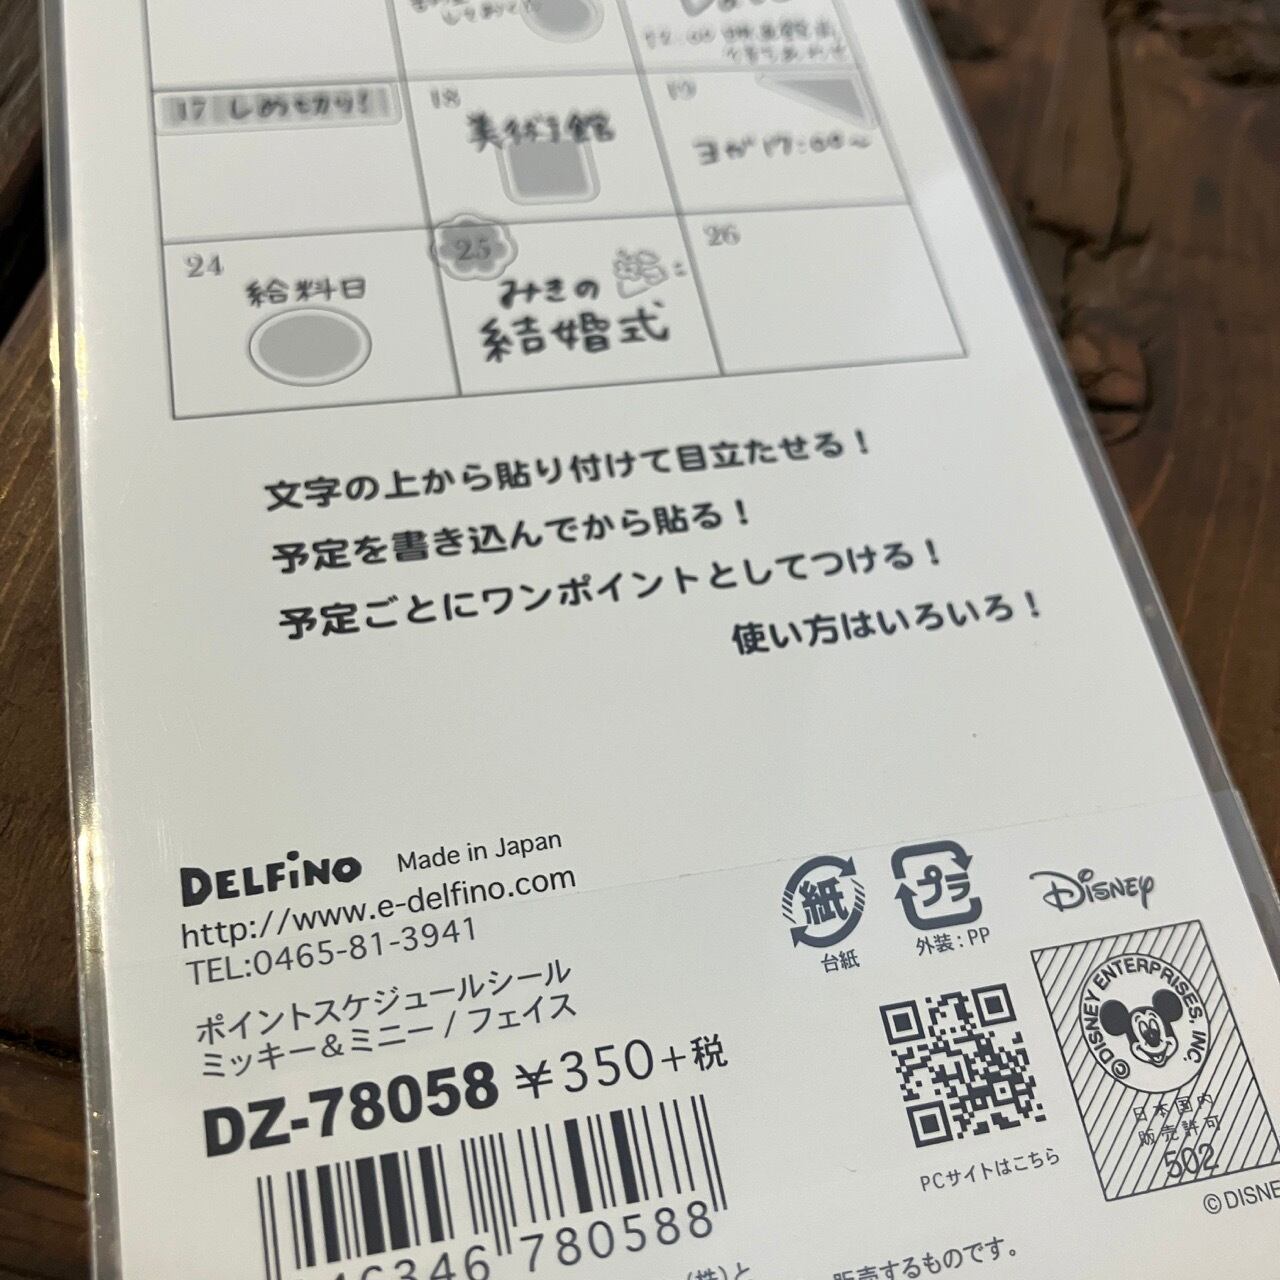 しておく
17 しめきり!
18
美術館
19
ヨガ 17:00~
24
給料日
25
みきの
結婚式
26
文字の上から貼り付けて目立たせる!
予定を書き込んでから貼る!
予定ごとにワンポイントとしてつける!
使い方はいろいろ!
DELFiNO Made in Japan
http://www.e-delfino.com
TEL:0465-81-3941
ポイントスケジュールシール
ミッキー&ミニー/フェイス
DZ-78058 ¥350+税
780588
紙
台紙
プラ
外装:PP
Disney
©DISNEY ENTERPRISES, INC.
日本国内
販売許可
502
PCサイトはこちら
©DISNE
(株)と
販売するものです。